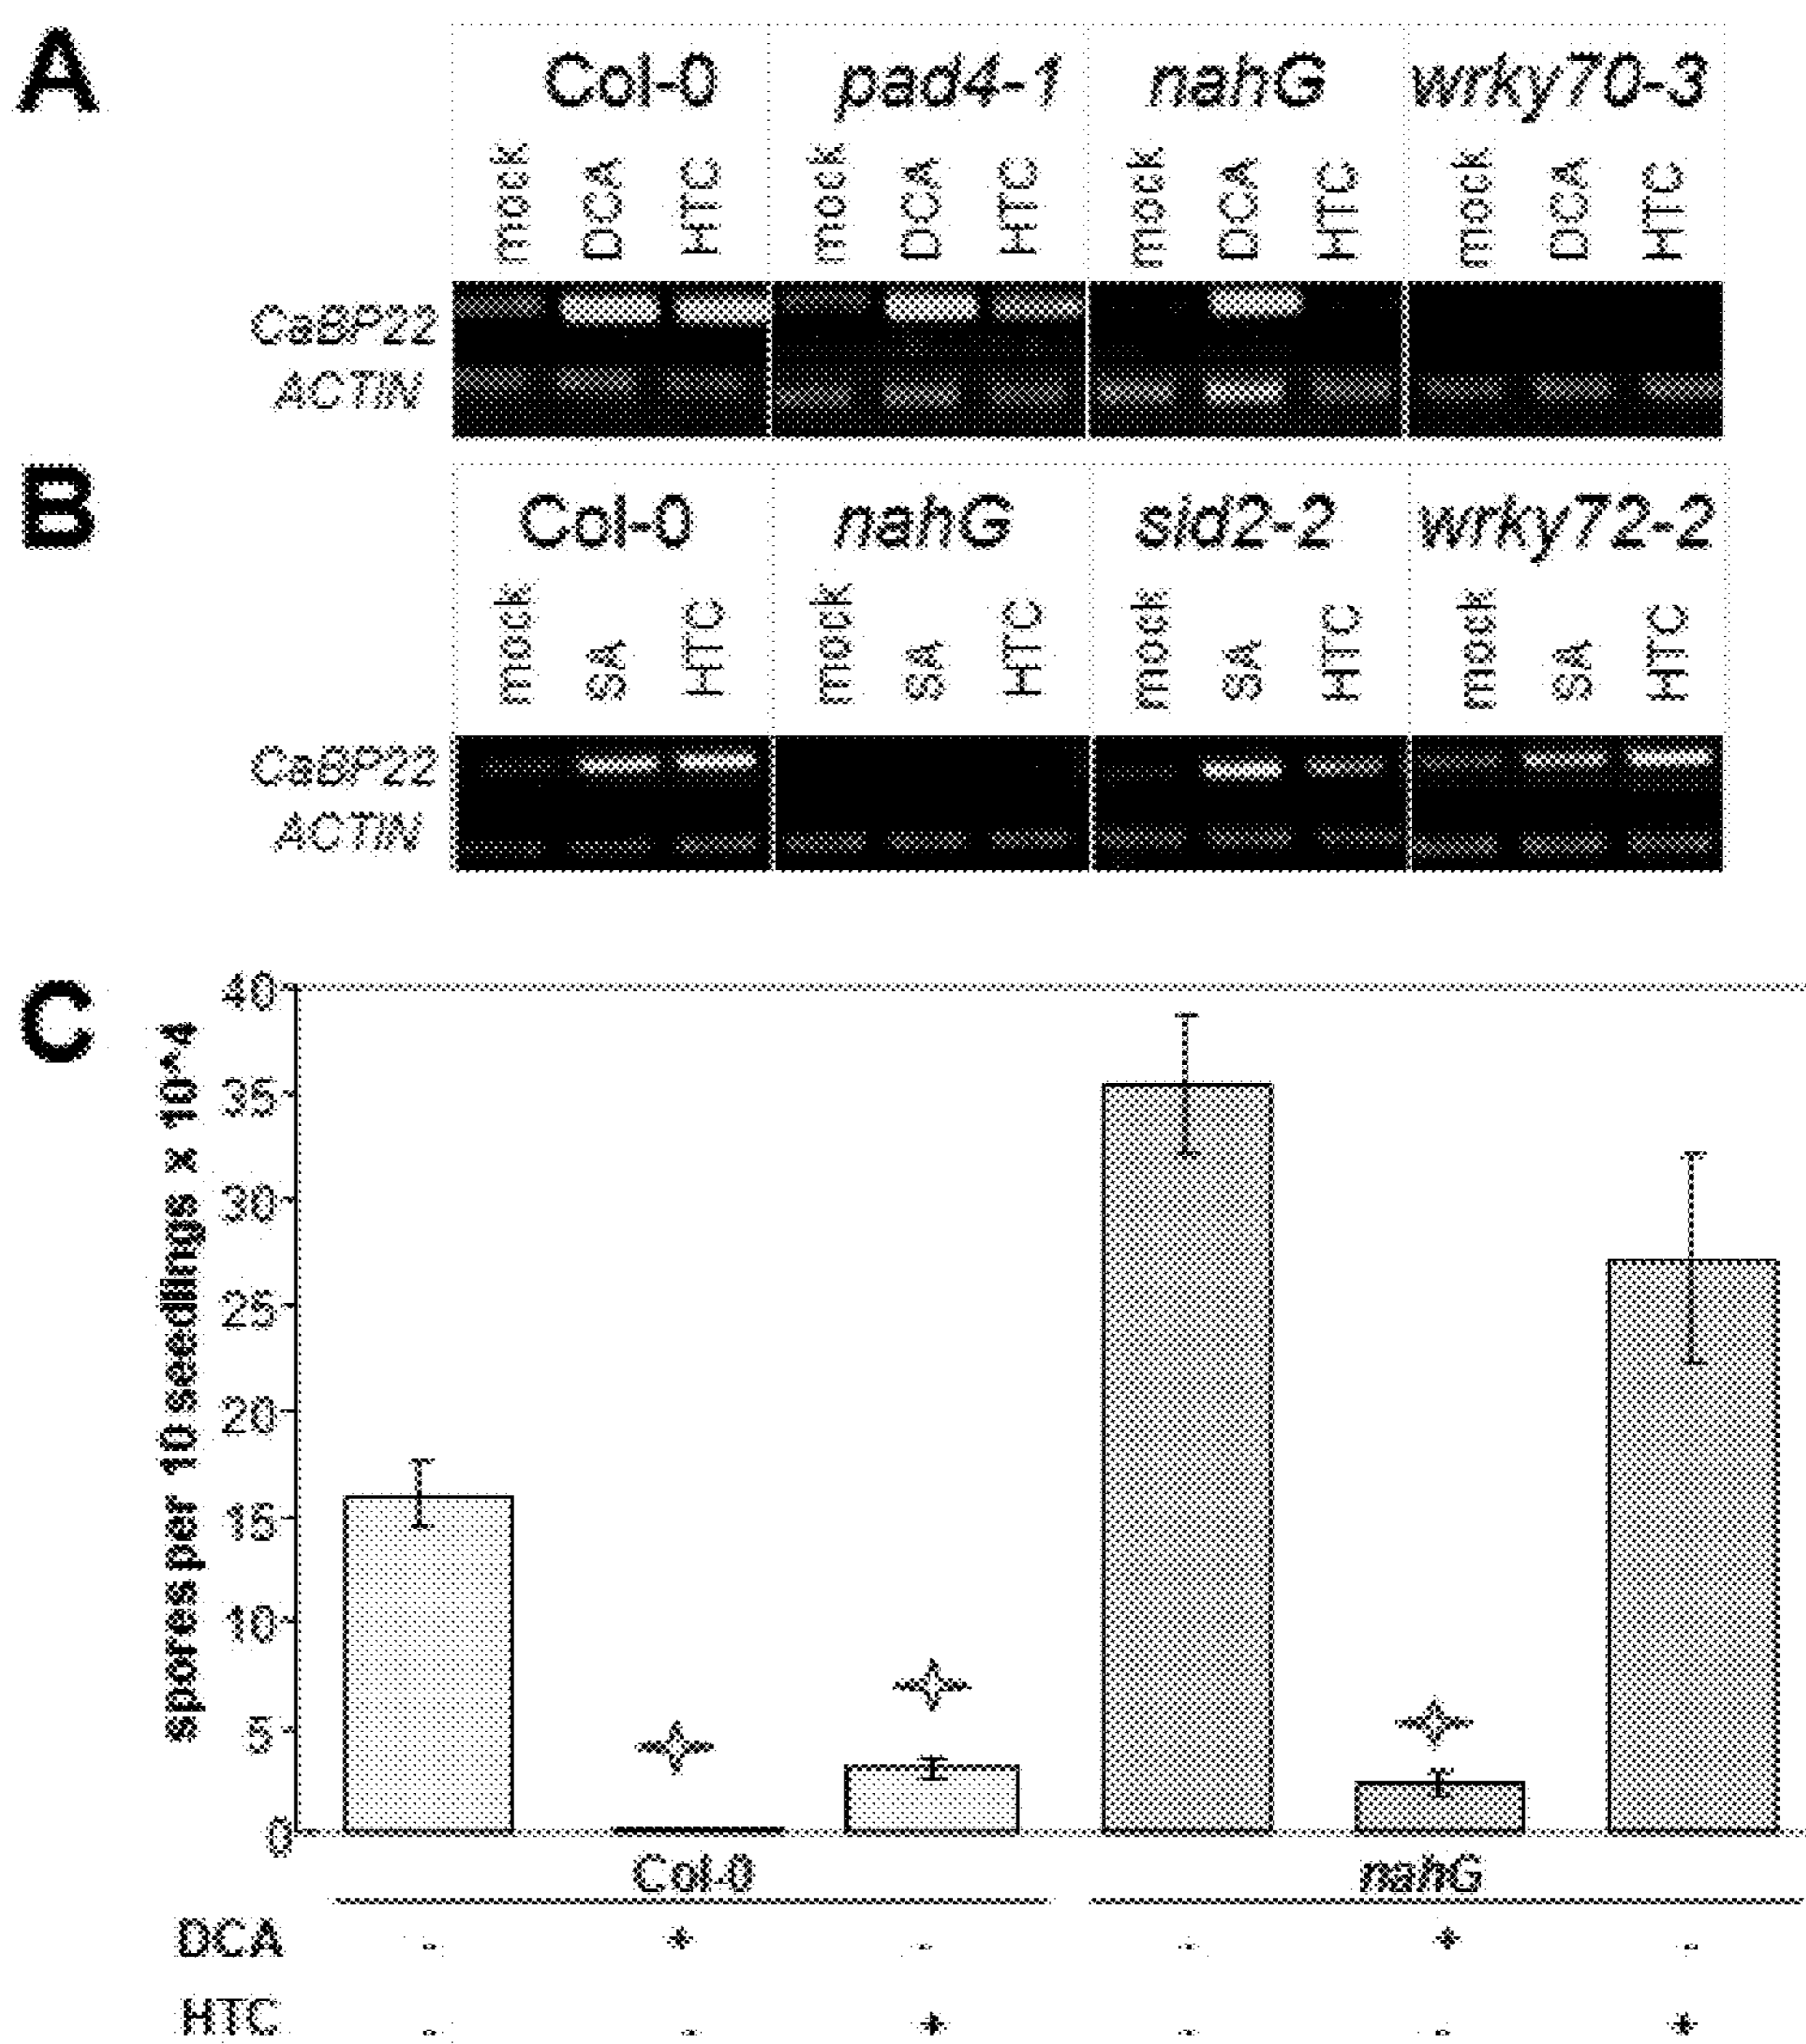 A
Col-0 pad4-1 nahG wrky70-3
mock DCA HTC mock DCA HTC mock DCA HTC mock DCA HTC
CaBP22
ACTIN
B
Col-0 nahG sid2-2 wrky72-2
mock SA HTC mock SA HTC mock SA HTC mock SA HTC
CaBP22
ACTIN
C
spores per 10 seedlings x 10^4
40
35
30
25
20
15
10
5
0
Col-0 nahG
DCA - + - - + -
HTC - - + - - +